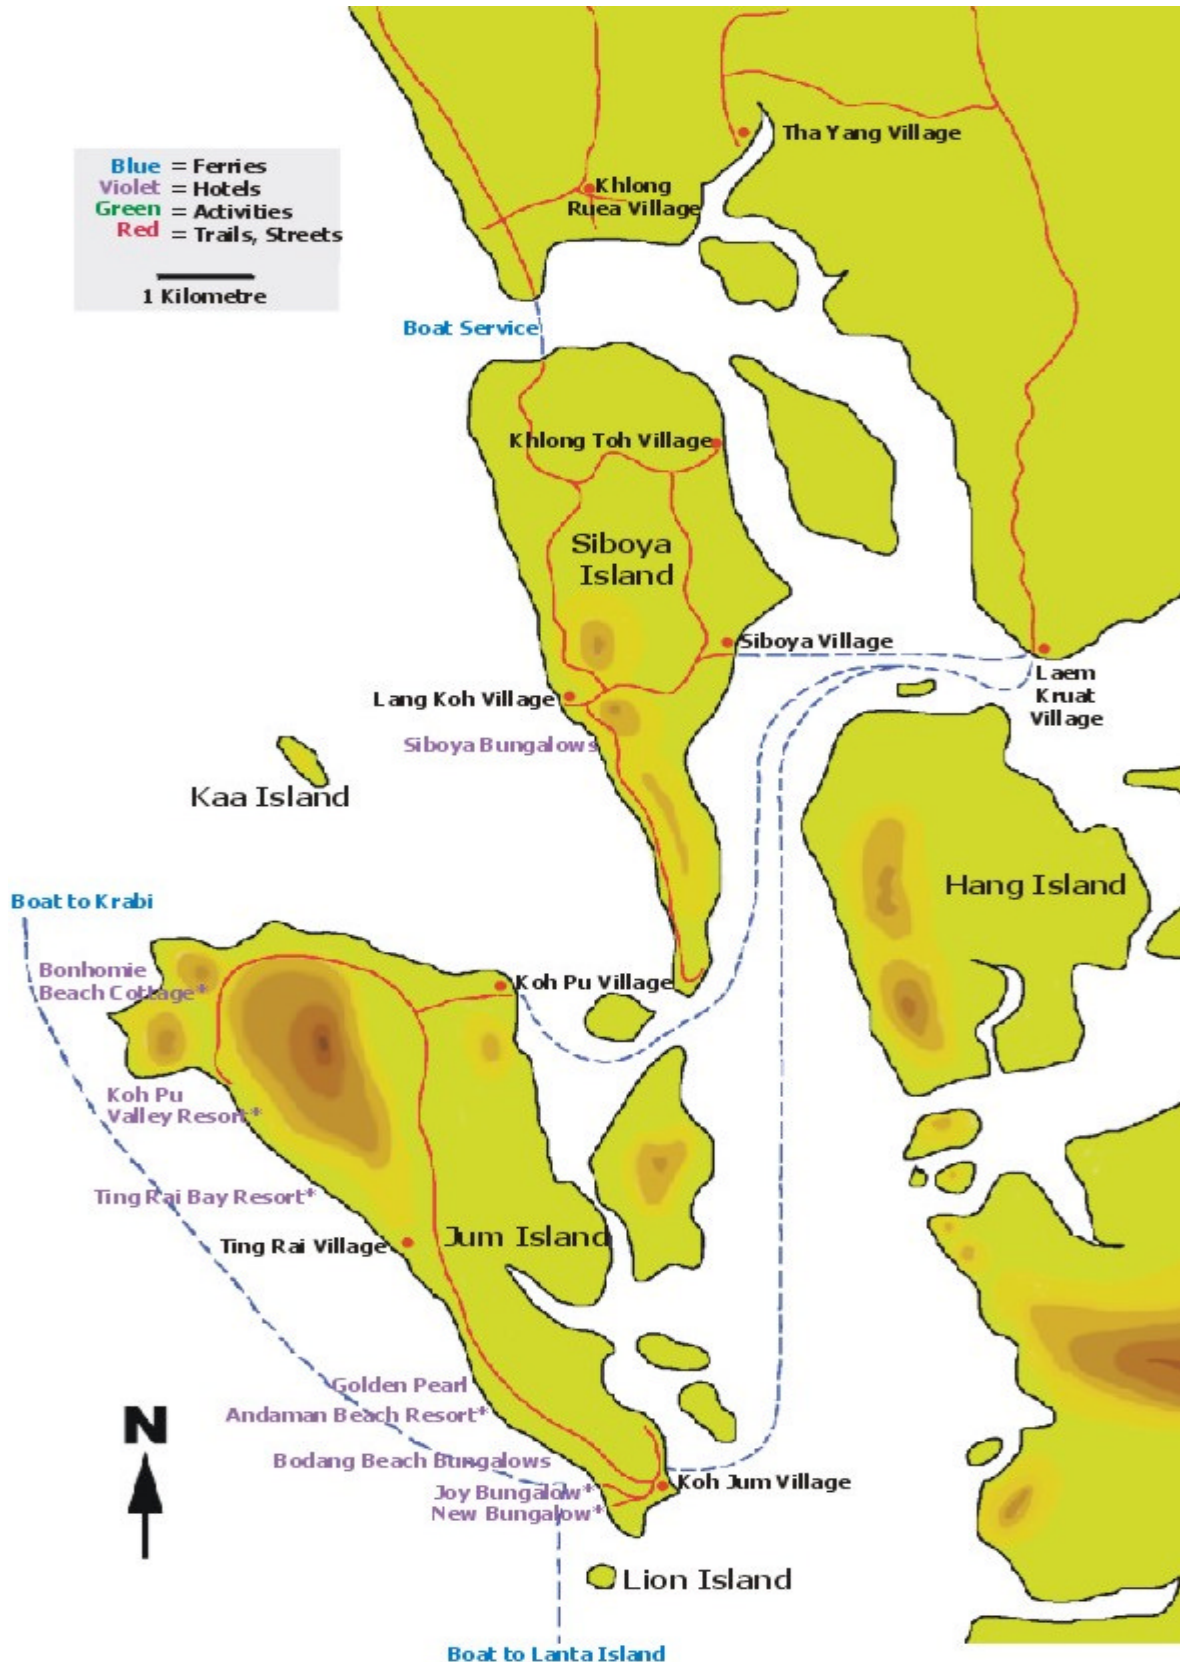 Tha Yang Village
Blue = Ferries
Violet = Hotels
Green = Activities
Red = Trails, Streets
1 Kilometre
Khlong
Ruea Village
Boat Service
Khlong Toh Village
Siboya
Island
Siboya Village
Laem
Kruat
Village
Lang Koh Village
Siboya Bungalows
Kaa Island
Hang Island
Boat to Krabi
Bonhomie
Beach Cottage*
Koh Pu Village
Koh Pu
Valley Resort*
Ting Rai Bay Resort*
Ting Rai Village
Jum Island
Golden Pearl
Andaman Beach Resort*
N
Bodang Beach Bungalows
Joy Bungalow*
New Bungalow*
Koh Jum Village
Lion Island
Boat to Lanta Island